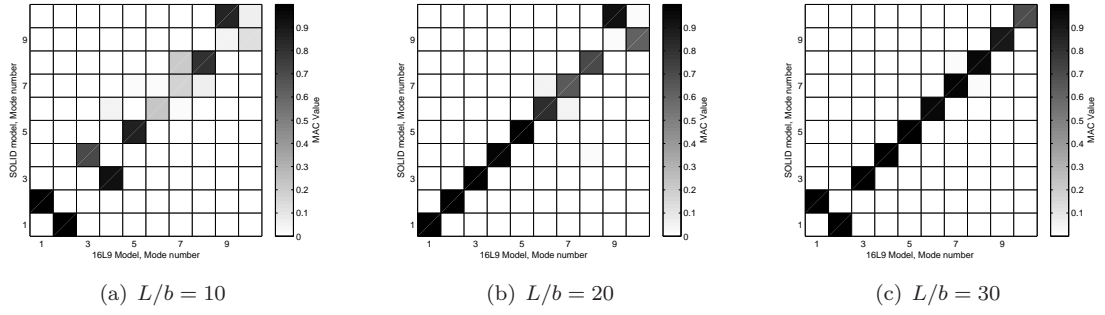 SOLID model, Mode number
9
7
5
3
1
1 3 5 7 9
16L9 Model, Mode number
0.9
0.8
0.7
0.6
0.5
0.4
0.3
0.2
0.1
0
MAC Value
(a) L/b = 10
SOLID model, Mode number
9
7
5
3
1
1 3 5 7 9
16L9 Model, Mode number
0.9
0.8
0.7
0.6
0.5
0.4
0.3
0.2
0.1
0
MAC Value
(b) L/b = 20
SOLID model, Mode number
9
7
5
3
1
1 3 5 7 9
16L9 Model, Mode number
0.9
0.8
0.7
0.6
0.5
0.4
0.3
0.2
0.1
MAC Value
(c) L/b = 30